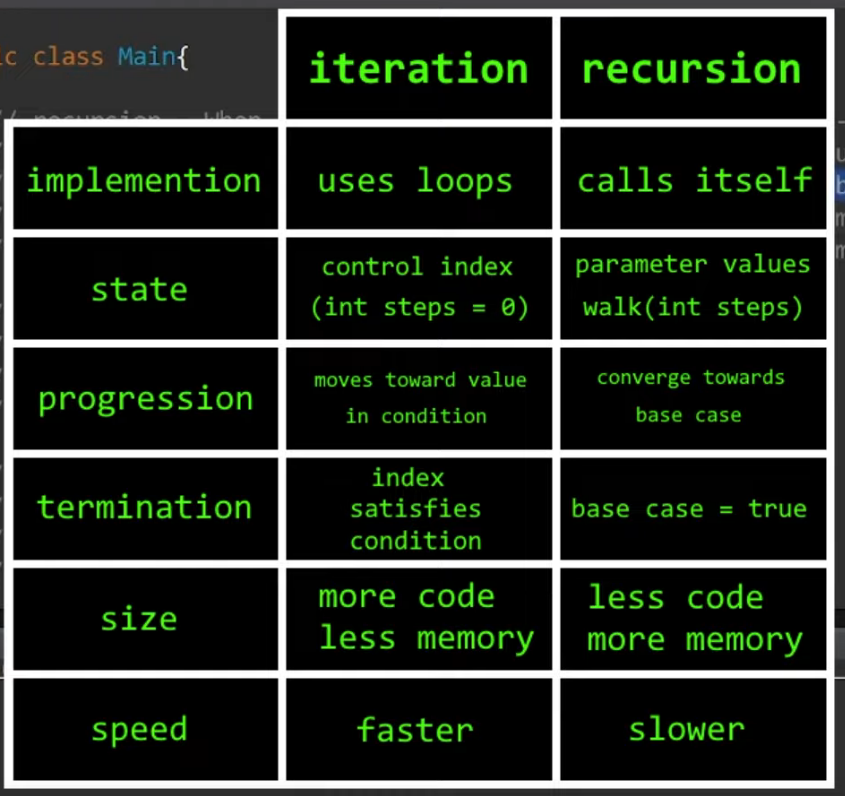 ic class Main{
iteration
recursion
implemention
uses loops
calls itself
state
control index
(int steps = 0)
parameter values
walk(int steps)
progression
moves toward value
in condition
converge towards
base case
termination
index
satisfies
condition
base case = true
size
more code
less memory
less code
more memory
speed
faster
slower